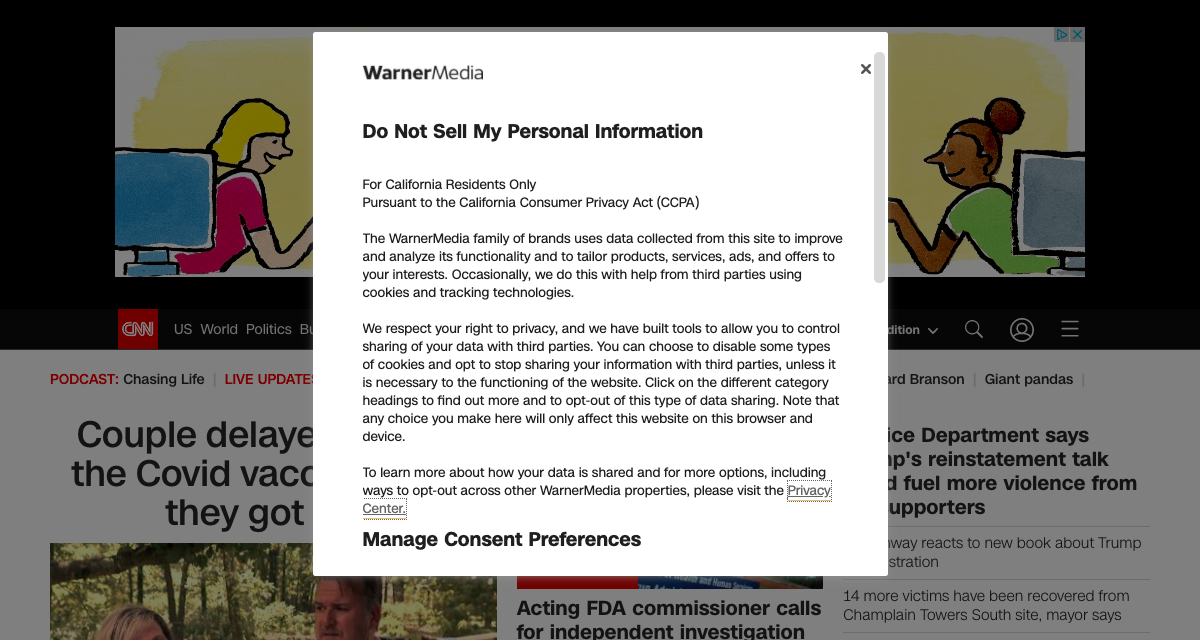 WarnerMedia
Do Not Sell My Personal Information
For California Residents Only
Pursuant to the California Consumer Privacy Act (CCPA)
The WarnerMedia family of brands uses data collected from this site to improve
and analyze its functionality and to tailor products, services, ads, and offers to
your interests. Occasionally, we do this with help from third parties using
cookies and tracking technologies.
We respect your right to privacy, and we have built tools to allow you to control
sharing of your data with third parties. You can choose to disable some types
of cookies and opt to stop sharing your information with third parties, unless it
is necessary to the functioning of the website. Click on the different category
headings to find out more and to opt-out of this type of data sharing. Note that
any choice you make here will only affect this website on this browser and
device.
To learn more about how your data is shared and for more options, including
ways to opt-out across other WarnerMedia properties, please visit the Privacy
Center.
Manage Consent Preferences
CNN US World Politics Bu
dition
PODCAST: Chasing Life | LIVE UPDATES
ard Branson | Giant pandas |
Couple delaye
the Covid vacc
they got
ice Department says
p's reinstatement talk
d fuel more violence from
upporters
way reacts to new book about Trump
stration
14 more victims have been recovered from
Champlain Towers South site, mayor says
Acting FDA commissioner calls
for independent investigation